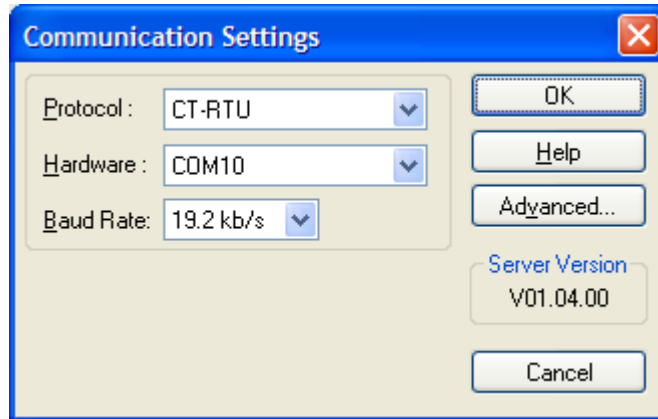 Communication Settings
Protocol : CT-RTU
Hardware : COM10
Baud Rate: 19.2 kb/s
OK
Help
Advanced...
Server Version
V01.04.00
Cancel